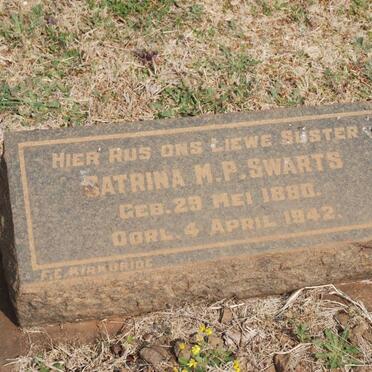 HIER RUS ONS LIEWE SUSTER
CATRINA M.P. SWARTS
GEB. 29 MEI 1880.
OORL. 4 APRIL 1942.
F.E. KIRKBRIDE